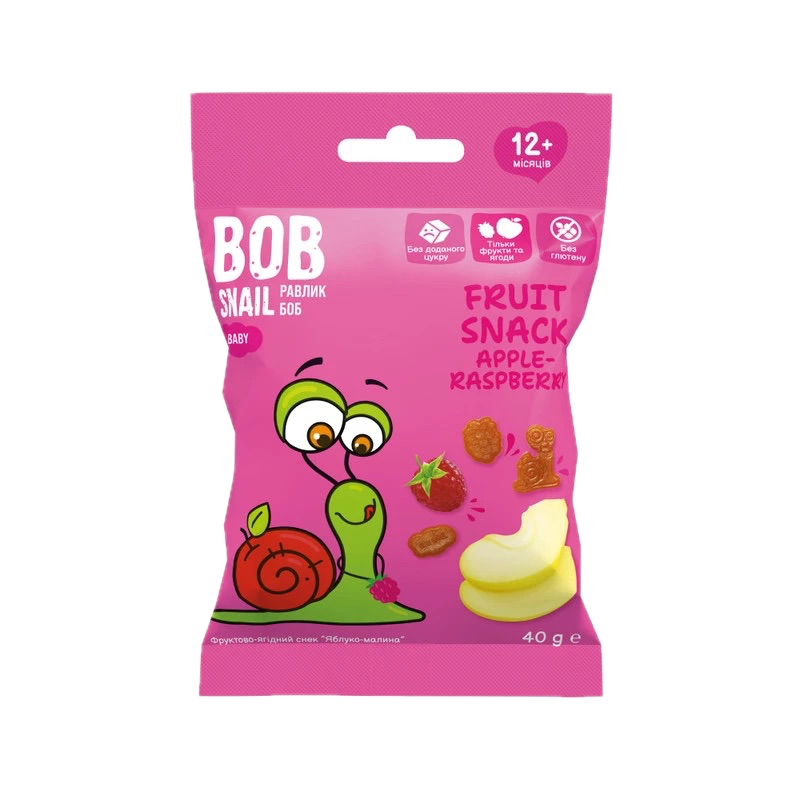 12+
місяців
BOB
SNAIL
РАВЛИК
БОБ
BABY
Без доданого
цукру
Тільки
фрукти та
ягоди
Без
глютену
FRUIT
SNACK
APPLE-
RASPBERRY
Фруктово-ягідний снек "Яблуко-малина"
40 g e